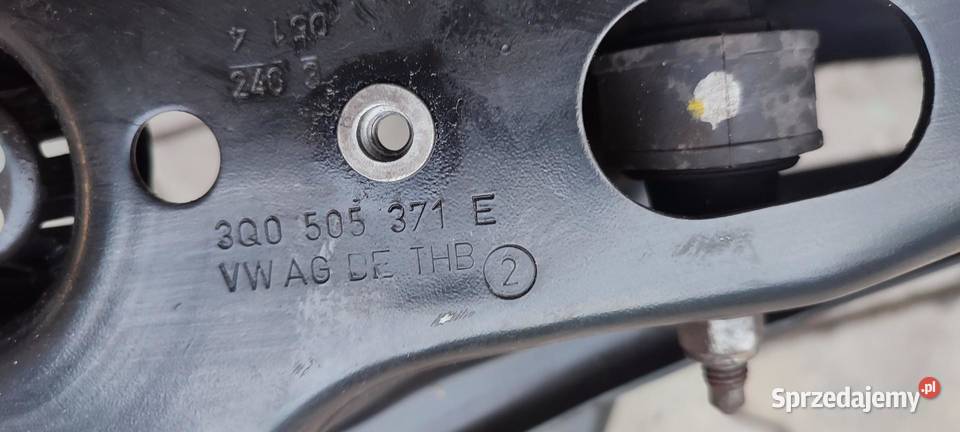 3Q0 505 371 E
VW AG DE THB 2
Sprzedajemy .pl